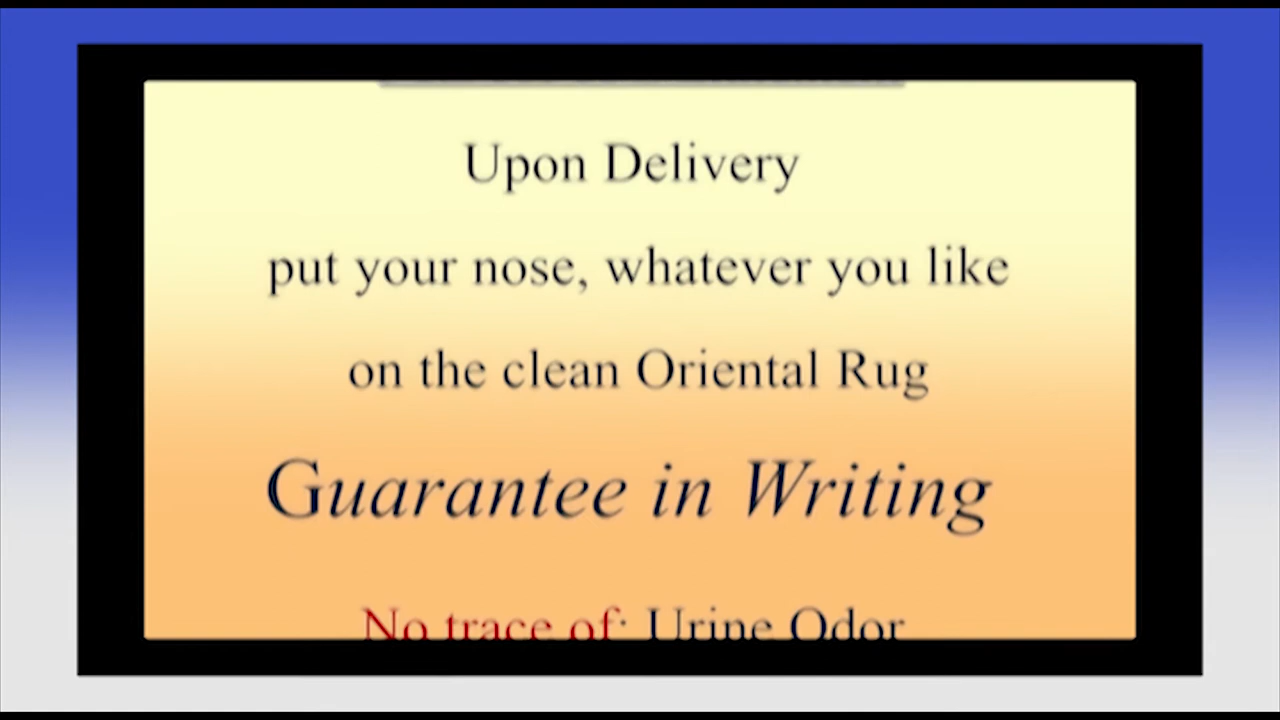 Upon Delivery
put your nose, whatever you like
on the clean Oriental Rug
Guarantee in Writing
No trace of: Urine Odor